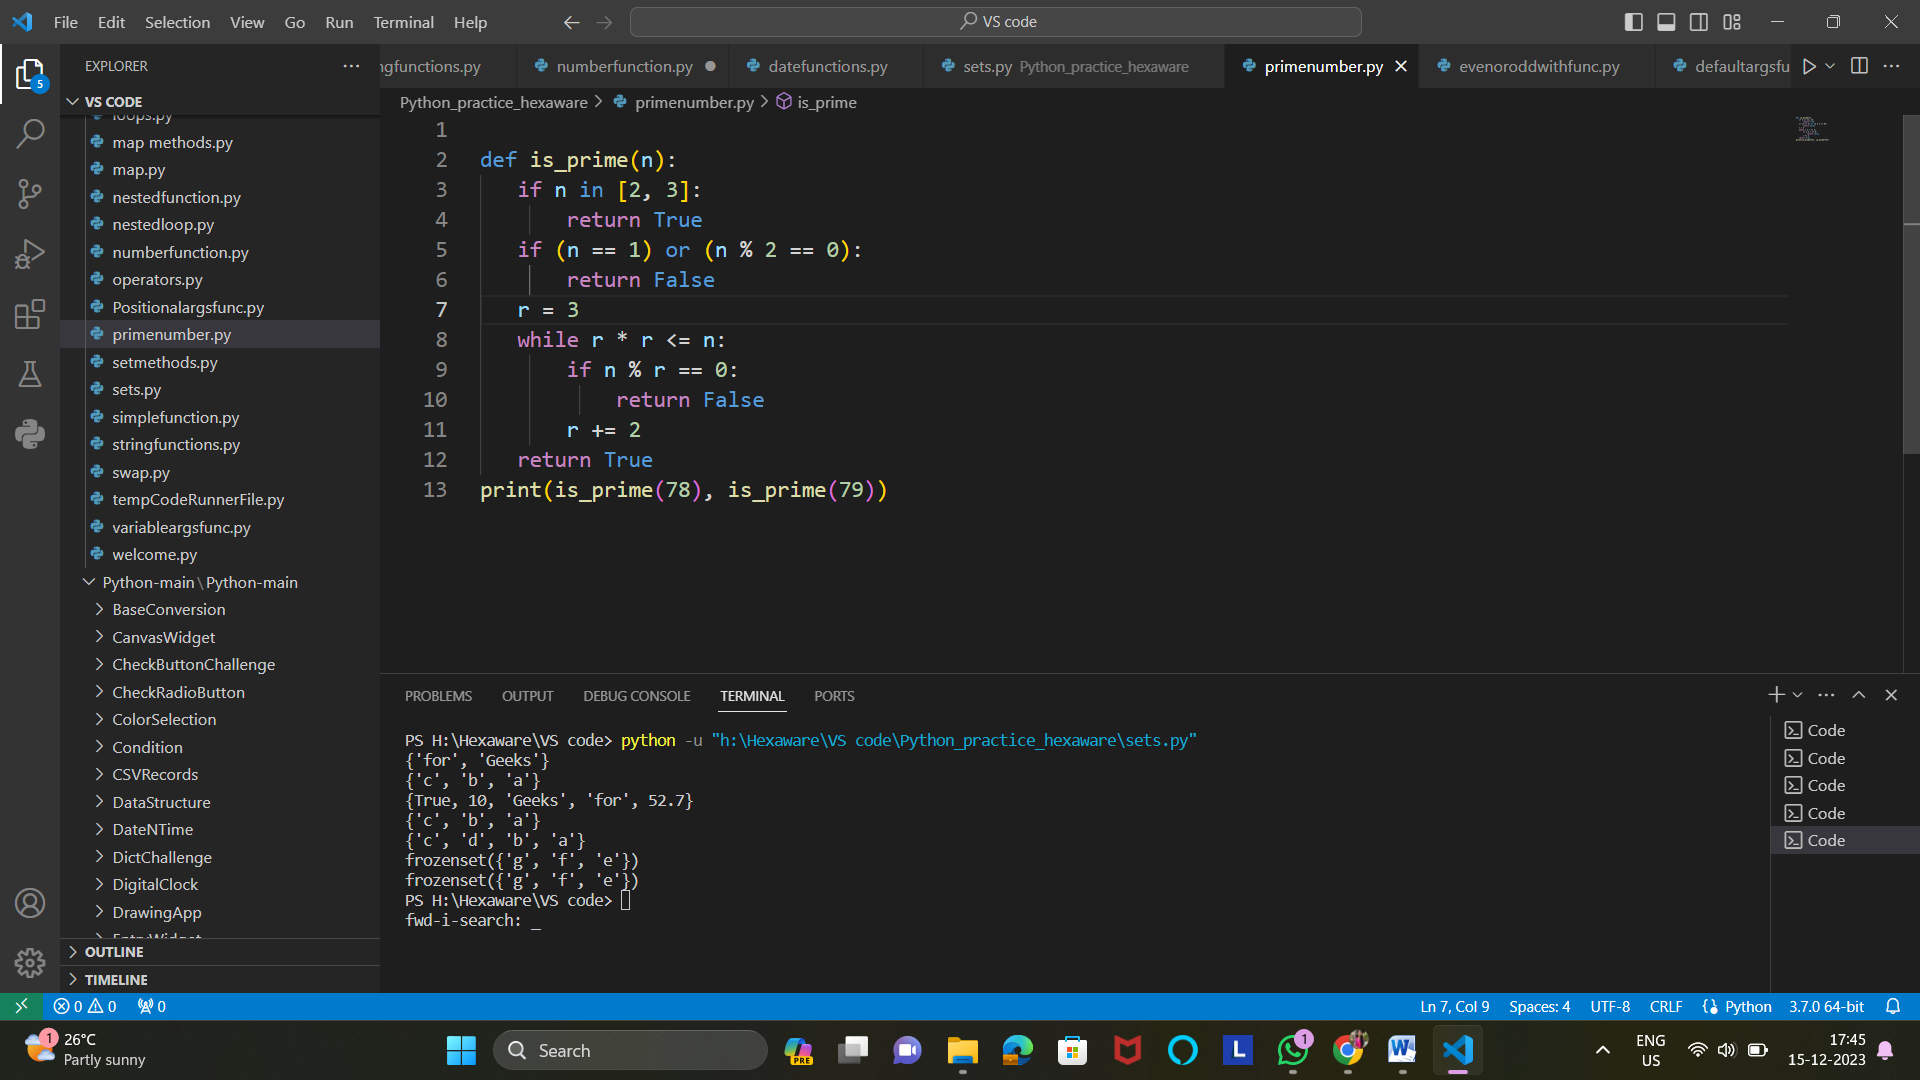 File Edit Selection View Go Run Terminal Help
VS code
EXPLORER
ngfunctions.py
numberfunction.py
datefunctions.py
sets.py Python_practice_hexaware
primenumber.py
evenoroddwithfunc.py
defaultargsfu
VS CODE
Python_practice_hexaware > primenumber.py > is_prime
loops.py
map methods.py
map.py
nestedfunction.py
nestedloop.py
numberfunction.py
operators.py
Positionalargsfunc.py
primenumber.py
setmethods.py
sets.py
simplefunction.py
stringfunctions.py
swap.py
tempCodeRunnerFile.py
variableargsfunc.py
welcome.py
Python-main\Python-main
BaseConversion
CanvasWidget
CheckButtonChallenge
CheckRadioButton
ColorSelection
Condition
CSVRecords
DataStructure
DateNTime
DictChallenge
DigitalClock
DrawingApp
EntryWidget
OUTLINE
TIMELINE
5
1
2 def is_prime(n):
3 if n in [2, 3]:
4 return True
5 if (n == 1) or (n % 2 == 0):
6 return False
7 r = 3
8 while r * r <= n:
9 if n % r == 0:
10 return False
11 r += 2
12 return True
13 print(is_prime(78), is_prime(79))
PROBLEMS OUTPUT DEBUG CONSOLE TERMINAL PORTS
PS H:\Hexaware\VS code> python -u "h:\Hexaware\VS code\Python_practice_hexaware\sets.py"
{'for', 'Geeks'}
{'c', 'b', 'a'}
{True, 10, 'Geeks', 'for', 52.7}
{'c', 'b', 'a'}
{'c', 'd', 'b', 'a'}
frozenset({'g', 'f', 'e'})
frozenset({'g', 'f', 'e'})
PS H:\Hexaware\VS code>
fwd-i-search: _
Code
Code
Code
Code
Code
0 0 0
Ln 7, Col 9 Spaces: 4 UTF-8 CRLF Python 3.7.0 64-bit
1
26°C
Partly sunny
Search
PRE
L
1
W
ENG
US
17:45
15-12-2023